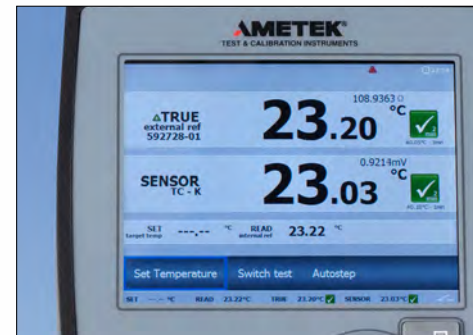 AMETEK®
TEST & CALIBRATION INSTRUMENTS
108.9363 Ω
TRUE
external ref
592728-01
23.20 °C
0.9214mV
SENSOR
TC - K
23.03 °C
SET
target temp
---,-- °C
READ
internal ref
23.22 °C
Set Temperature Switch test Autostep
SET ---,-- °C READ 23.22°C TRUE 23.20°C SENSOR 23.03°C